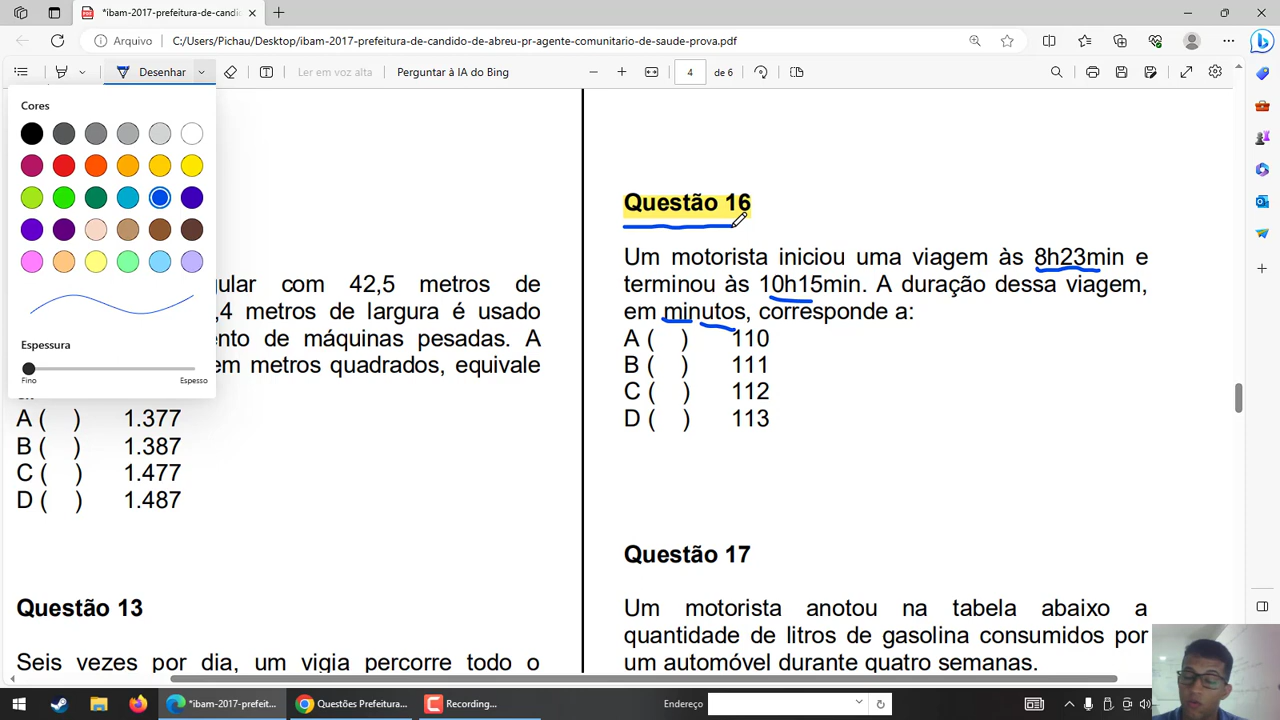 *ibam-2017-prefeitura-de-candid
Arquivo
C:/Users/Pichau/Desktop/ibam-2017-prefeitura-de-candido-de-abreu-pr-agente-comunitario-de-saude-prova.pdf
Desenhar
Ler em voz alta
Perguntar à IA do Bing
4 de 6
Cores
Espessura
Fino Espesso
gular com 42,5 metros de
,4 metros de largura é usado
nto de máquinas pesadas. A
em metros quadrados, equivale
A ( ) 1.377
B ( ) 1.387
C ( ) 1.477
D ( ) 1.487
Questão 13
Seis vezes por dia, um vigia percorre todo o
Questão 16
Um motorista iniciou uma viagem às 8h23min e
terminou às 10h15min. A duração dessa viagem,
em minutos, corresponde a:
A ( ) 110
B ( ) 111
C ( ) 112
D ( ) 113
Questão 17
Um motorista anotou na tabela abaixo a
quantidade de litros de gasolina consumidos por
um automóvel durante quatro semanas.
*ibam-2017-prefeit...
Questões Prefeitura...
Recording...
Endereço